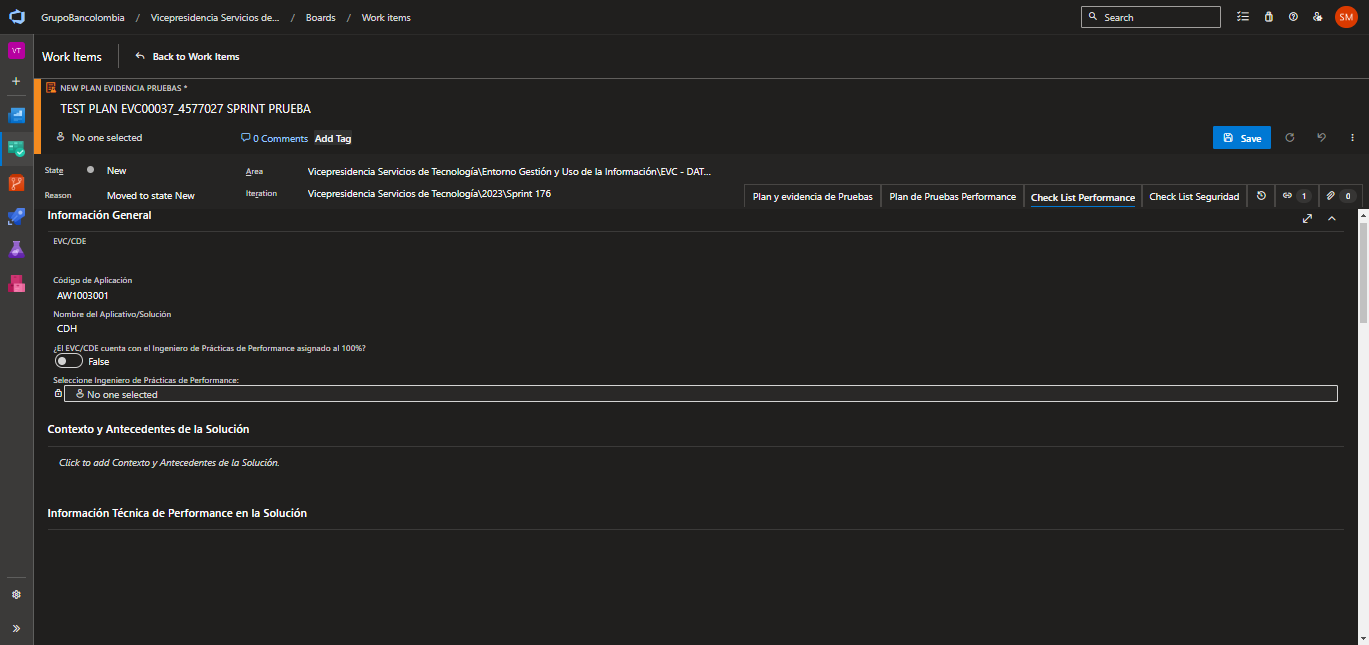 GrupoBancolombia / Vicepresidencia Servicios de... / Boards / Work items
Search
SM
VT
Work Items
Back to Work Items
NEW PLAN EVIDENCIA PRUEBAS *
TEST PLAN EVC00037_4577027 SPRINT PRUEBA
No one selected
0 Comments
Add Tag
Save
State
New
Area
Vicepresidencia Servicios de Tecnología\Entorno Gestión y Uso de la Información\EVC - DAT...
Reason
Moved to state New
Iteration
Vicepresidencia Servicios de Tecnología\2023\Sprint 176
Plan y evidencia de Pruebas
Plan de Pruebas Performance
Check List Performance
Check List Seguridad
1
0
Información General
EVC/CDE
Código de Aplicación
AW1003001
Nombre del Aplicativo/Solución
CDH
¿El EVC/CDE cuenta con el Ingeniero de Prácticas de Performance asignado al 100%?
False
Seleccione Ingeniero de Prácticas de Performance:
No one selected
Contexto y Antecedentes de la Solución
Click to add Contexto y Antecedentes de la Solución.
Información Técnica de Performance en la Solución